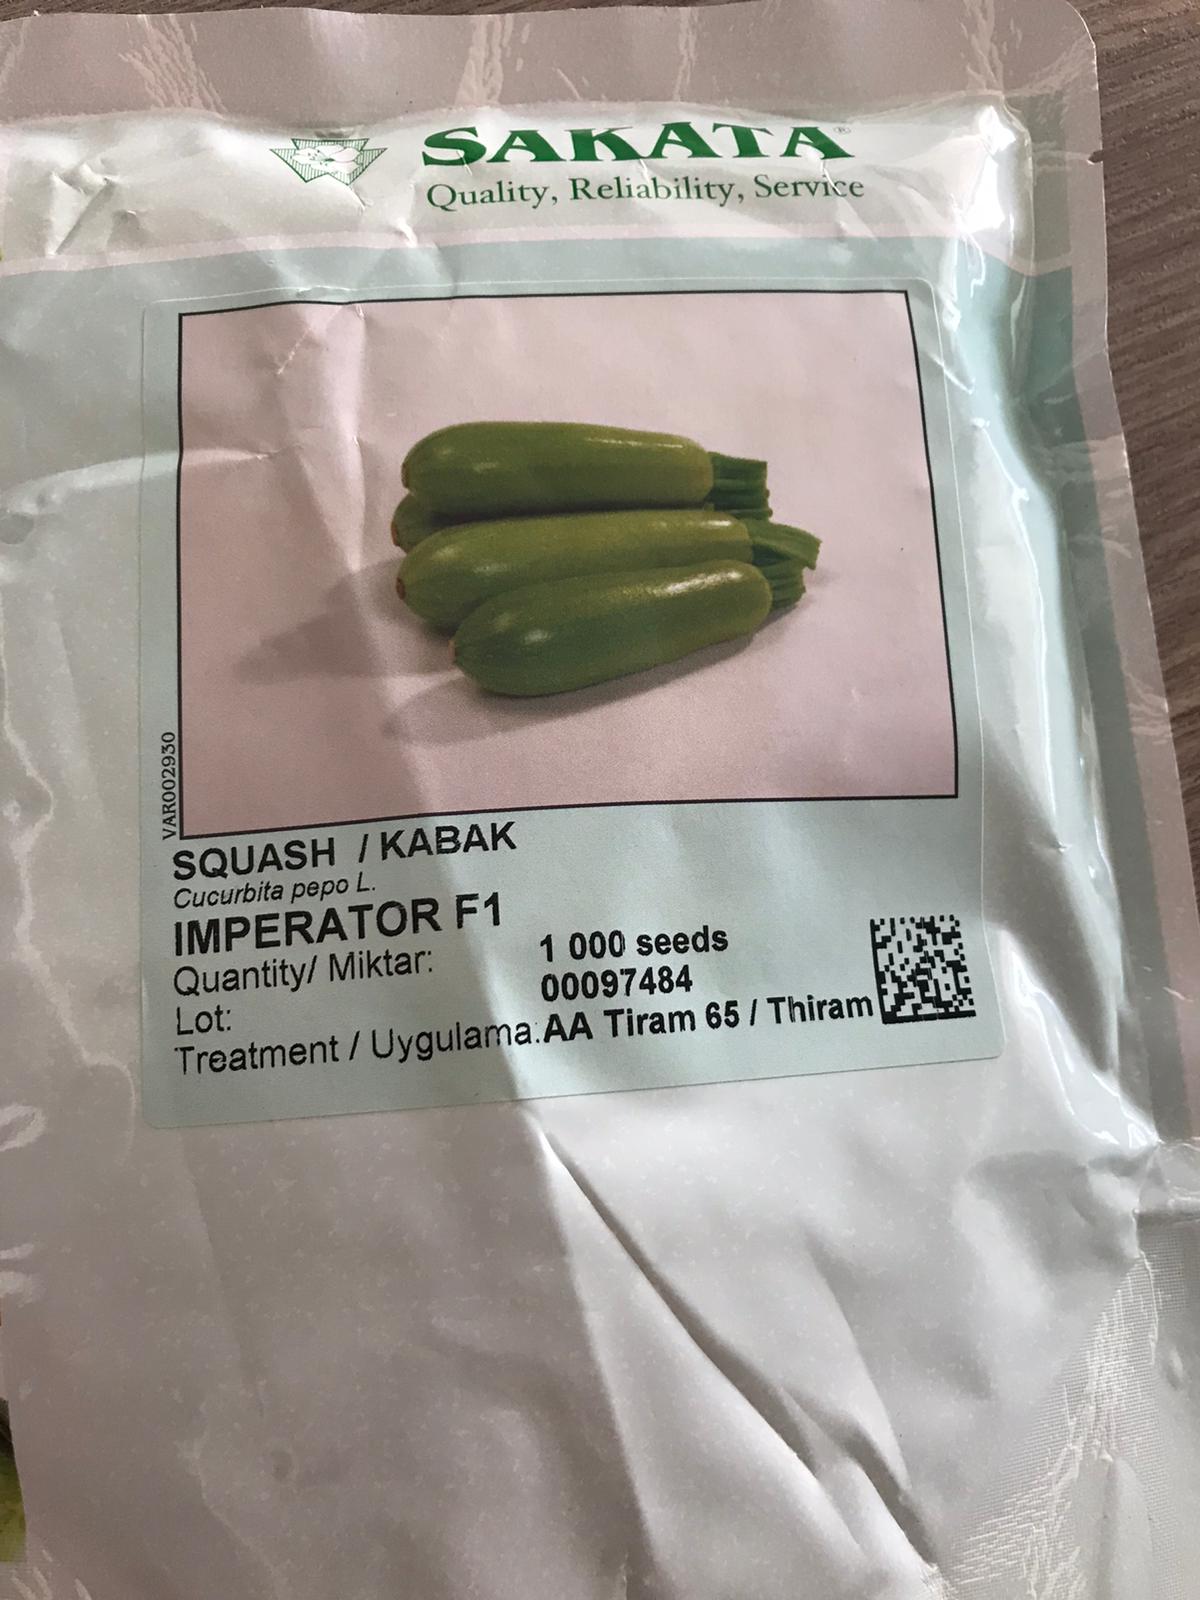 SAKATA®
Quality, Reliability, Service
VAR002930
SQUASH / KABAK
Cucurbita pepo L.
IMPERATOR F1
Quantity/ Miktar: 1 000 seeds
Lot: 00097484
Treatment / Uygulama: AA Tiram 65 / Thiram